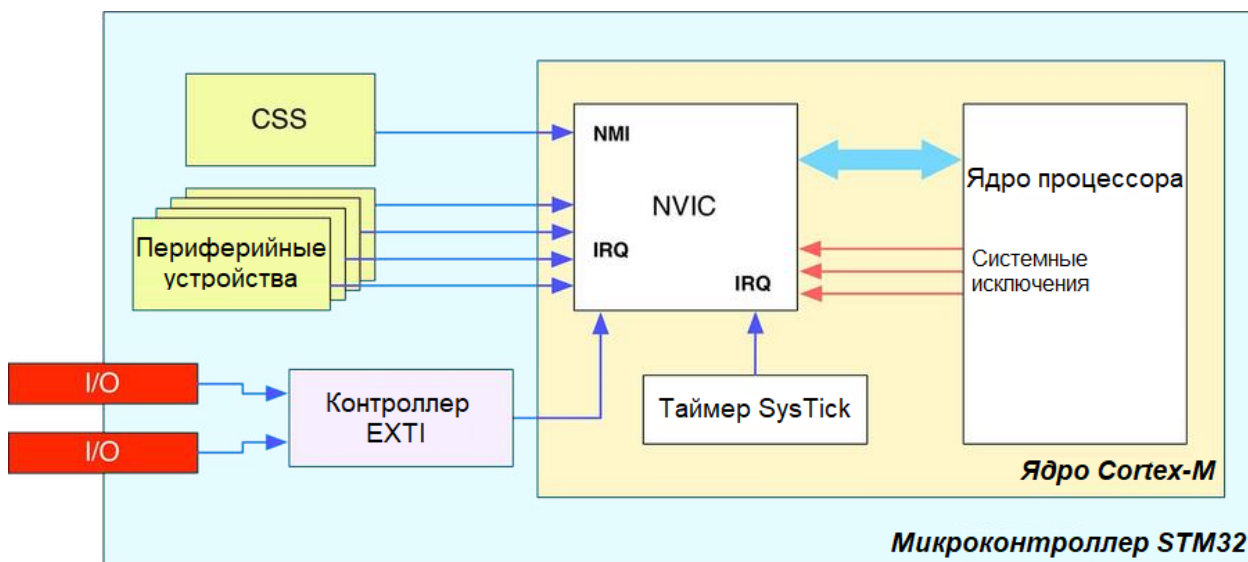 CSS
NMI
NVIC
Ядро процессора
Периферийные
устройства
IRQ
IRQ
Системные
исключения
I/O
I/O
Контроллер
EXTI
Таймер SysTick
Ядро Cortex-M
Микроконтроллер STM32